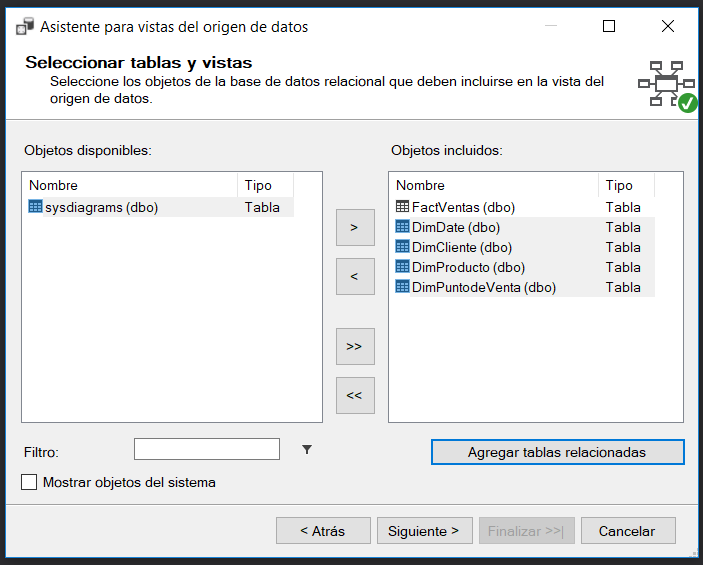 Asistente para vistas del origen de datos
Seleccionar tablas y vistas
Seleccione los objetos de la base de datos relacional que deben incluirse en la vista del
origen de datos.
Objetos disponibles:
Nombre Tipo
sysdiagrams (dbo) Tabla
>
<
>>
<<
Objetos incluidos:
Nombre Tipo
FactVentas (dbo) Tabla
DimDate (dbo) Tabla
DimCliente (dbo) Tabla
DimProducto (dbo) Tabla
DimPuntodeVenta (dbo) Tabla
Filtro:
Agregar tablas relacionadas
Mostrar objetos del sistema
< Atrás
Siguiente >
Finalizar >>|
Cancelar